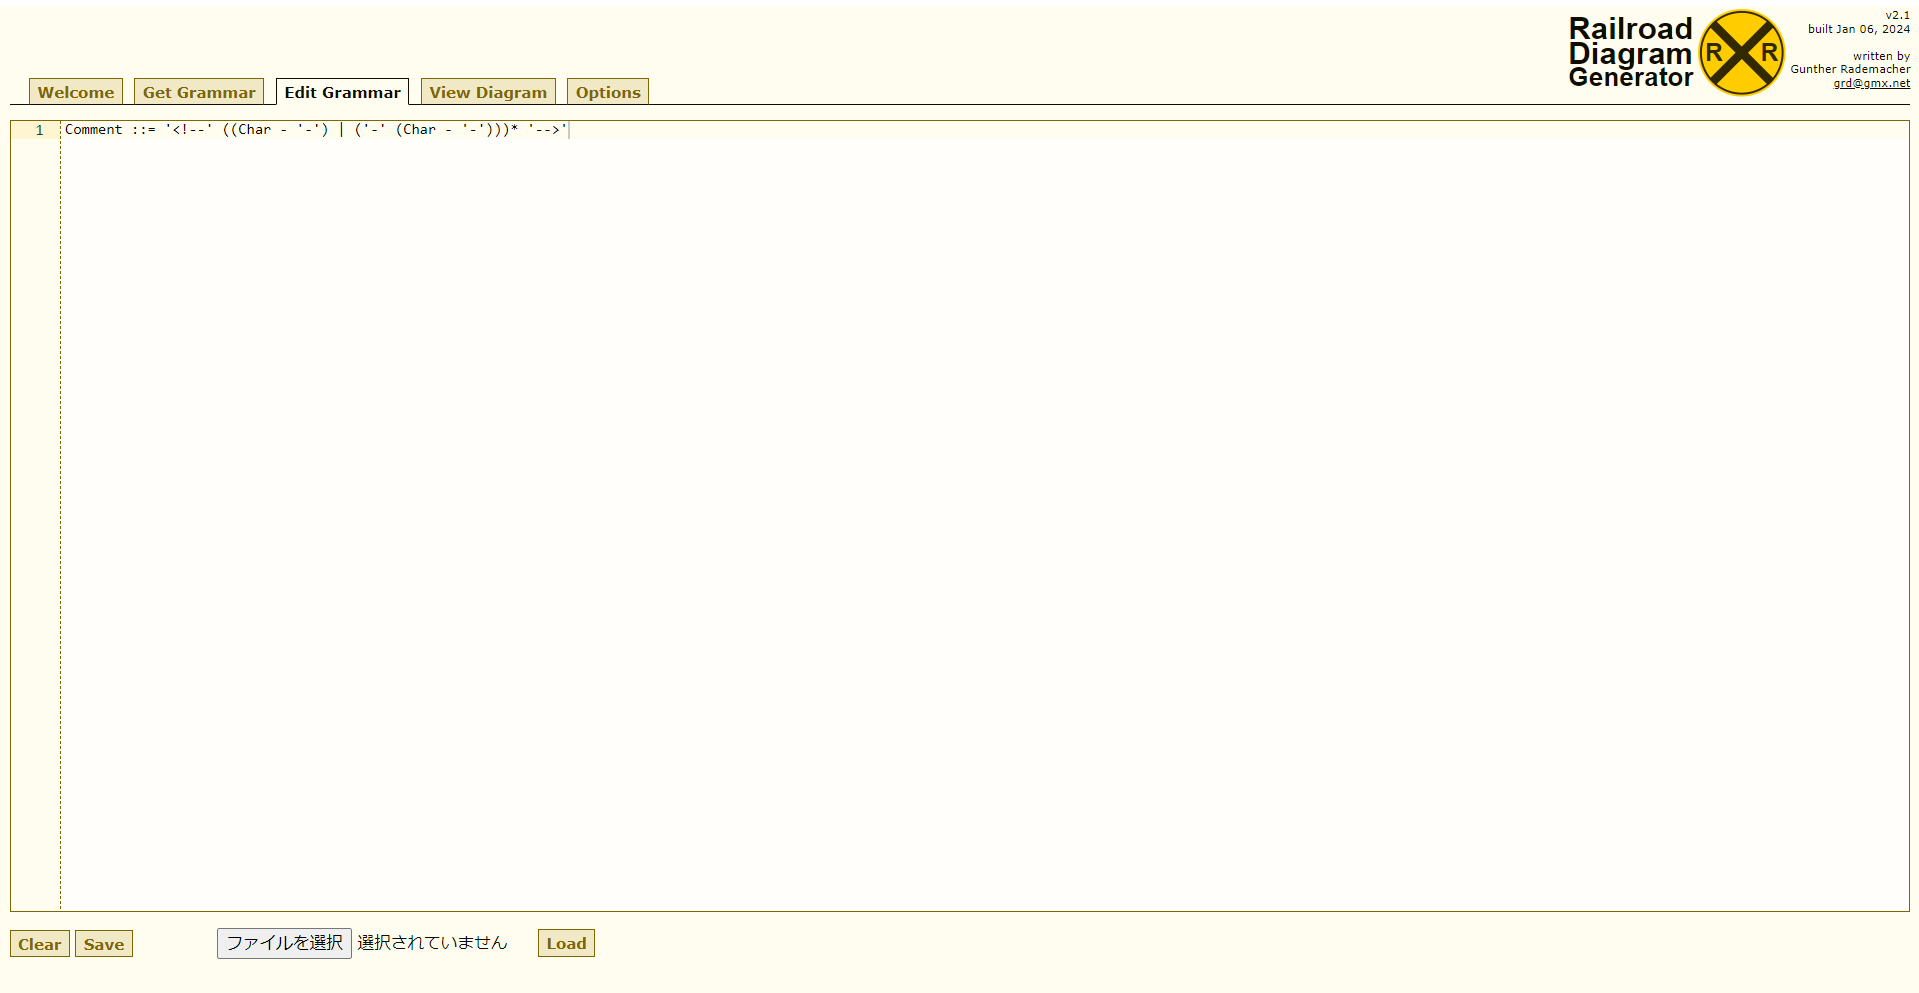 Railroad
Diagram
Generator
R R
v2.1
built Jan 06, 2024
written by
Gunther Rademacher
grd@gmx.net
Welcome Get Grammar Edit Grammar View Diagram Options
1 Comment ::= '<!--' ((Char - '-') | ('-' (Char - '-')))* '-->'
Clear Save ファイルを選択 選択されていません Load